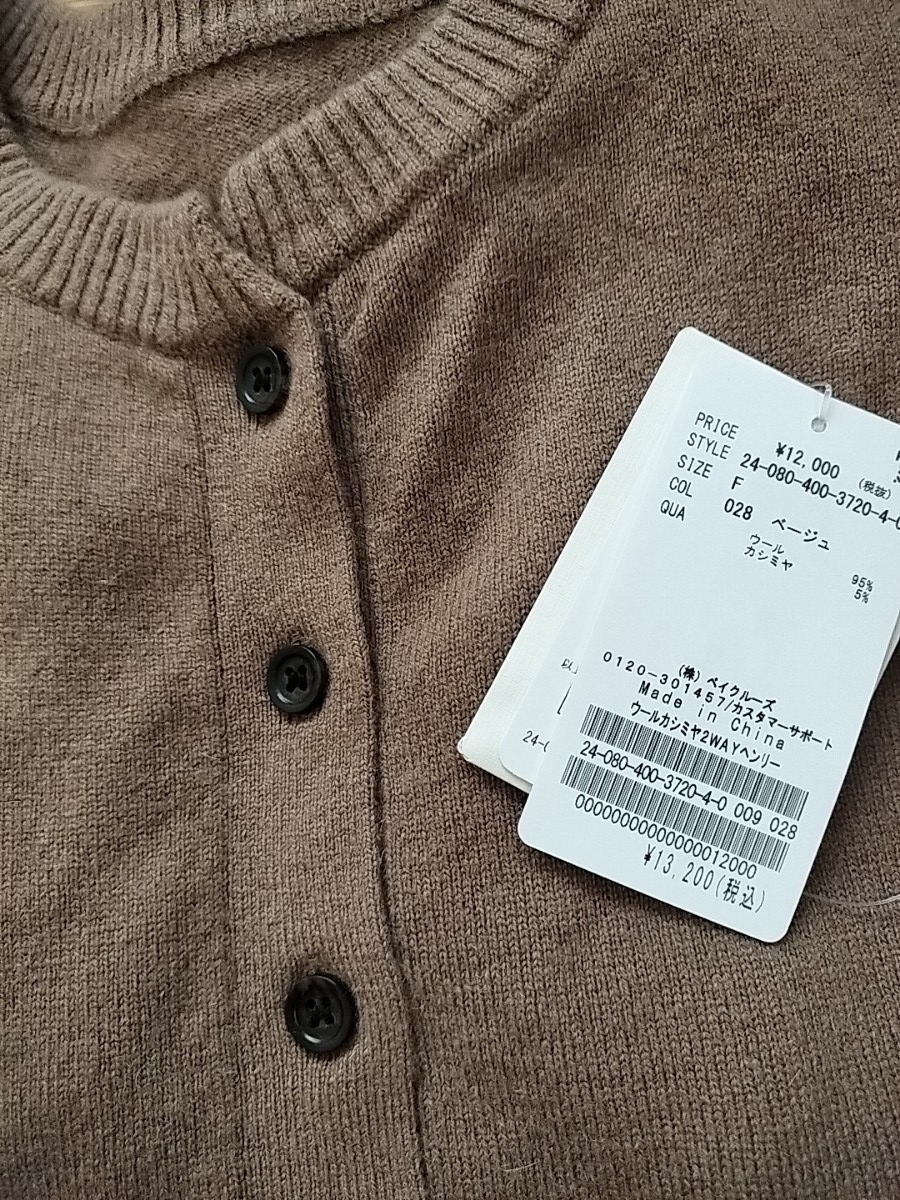 PRICE ¥12,000 (税抜)
STYLE 24-080-400-3720-4-0
SIZE F
COL 028 ベージュ
QUA ウール 95%
カシミヤ 5%
(株) ベイクルーズ
0120-301457/カスタマーサポート
Made in China
ウールカシミヤ2WAYヘンリー
24-080-400-3720-4-0 009 028
0000000000000012000
¥13,200(税込)
以
24-(